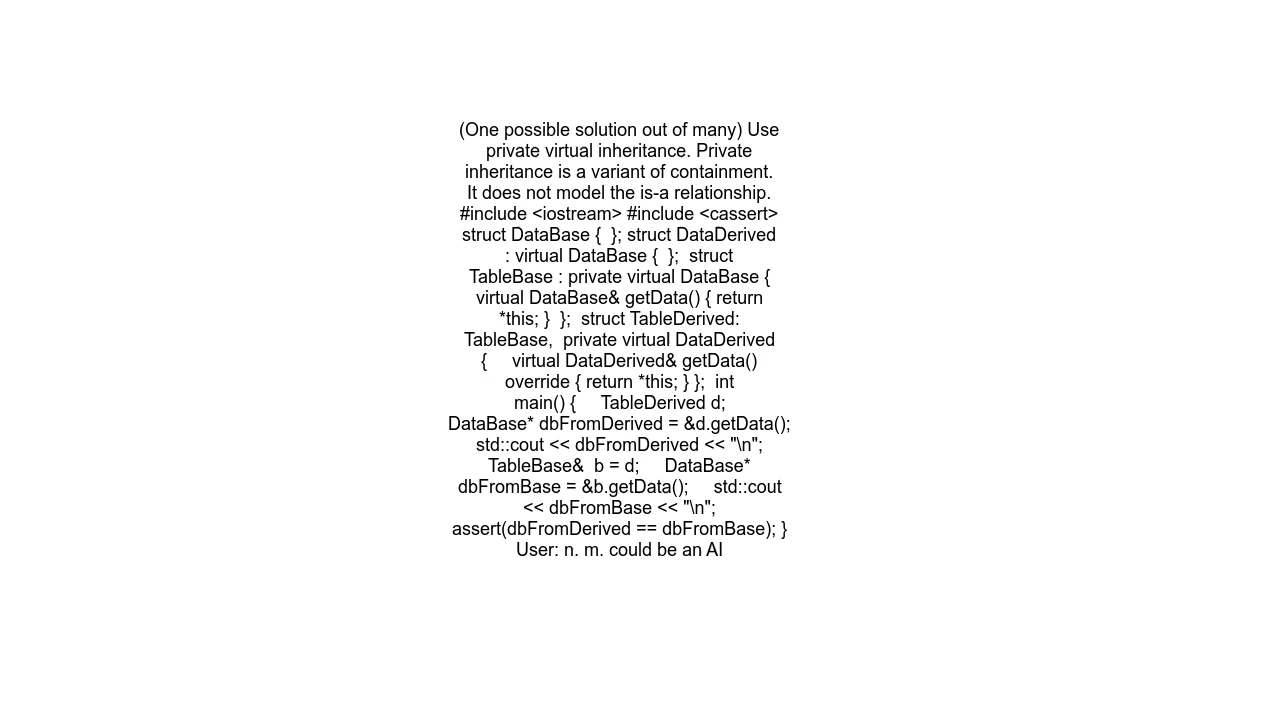 (One possible solution out of many) Use
private virtual inheritance. Private
inheritance is a variant of containment.
It does not model the is-a relationship.
#include <iostream> #include <cassert>
struct DataBase {  }; struct DataDerived
: virtual DataBase {  };  struct
TableBase : private virtual DataBase {
virtual DataBase& getData() { return
*this; }  };  struct TableDerived:
TableBase,  private virtual DataDerived
{     virtual DataDerived& getData()
override { return *this; } };  int
main() {     TableDerived d;
DataBase* dbFromDerived = &d.getData();
std::cout << dbFromDerived << "\n";
TableBase&  b = d;     DataBase*
dbFromBase = &b.getData();     std::cout
<< dbFromBase << "\n";
assert(dbFromDerived == dbFromBase); }
User: n. m. could be an AI